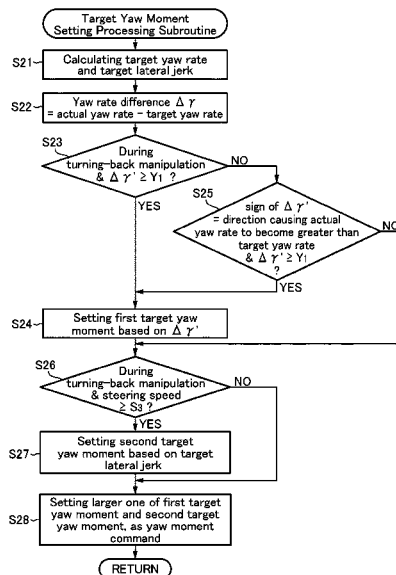 Target Yaw Moment
Setting Processing Subroutine
S21
Calculating target yaw rate
and target lateral jerk
S22
Yaw rate difference Δ γ
= actual yaw rate − target yaw rate
S23
During
turning-back manipulation
& Δ γ' ≥ Y1 ?
NO
YES
S25
sign of Δ γ'
= direction causing actual
yaw rate to become greater than
target yaw rate
& Δ γ' ≥ Y1
?
NO
YES
S24
Setting first target yaw
moment based on Δ γ'
S26
During
turning-back manipulation
& steering speed
≥ S3 ?
NO
YES
S27
Setting second target
yaw moment based on target
lateral jerk
S28
Setting larger one of first target
yaw moment and second target
yaw moment, as yaw moment
command
RETURN